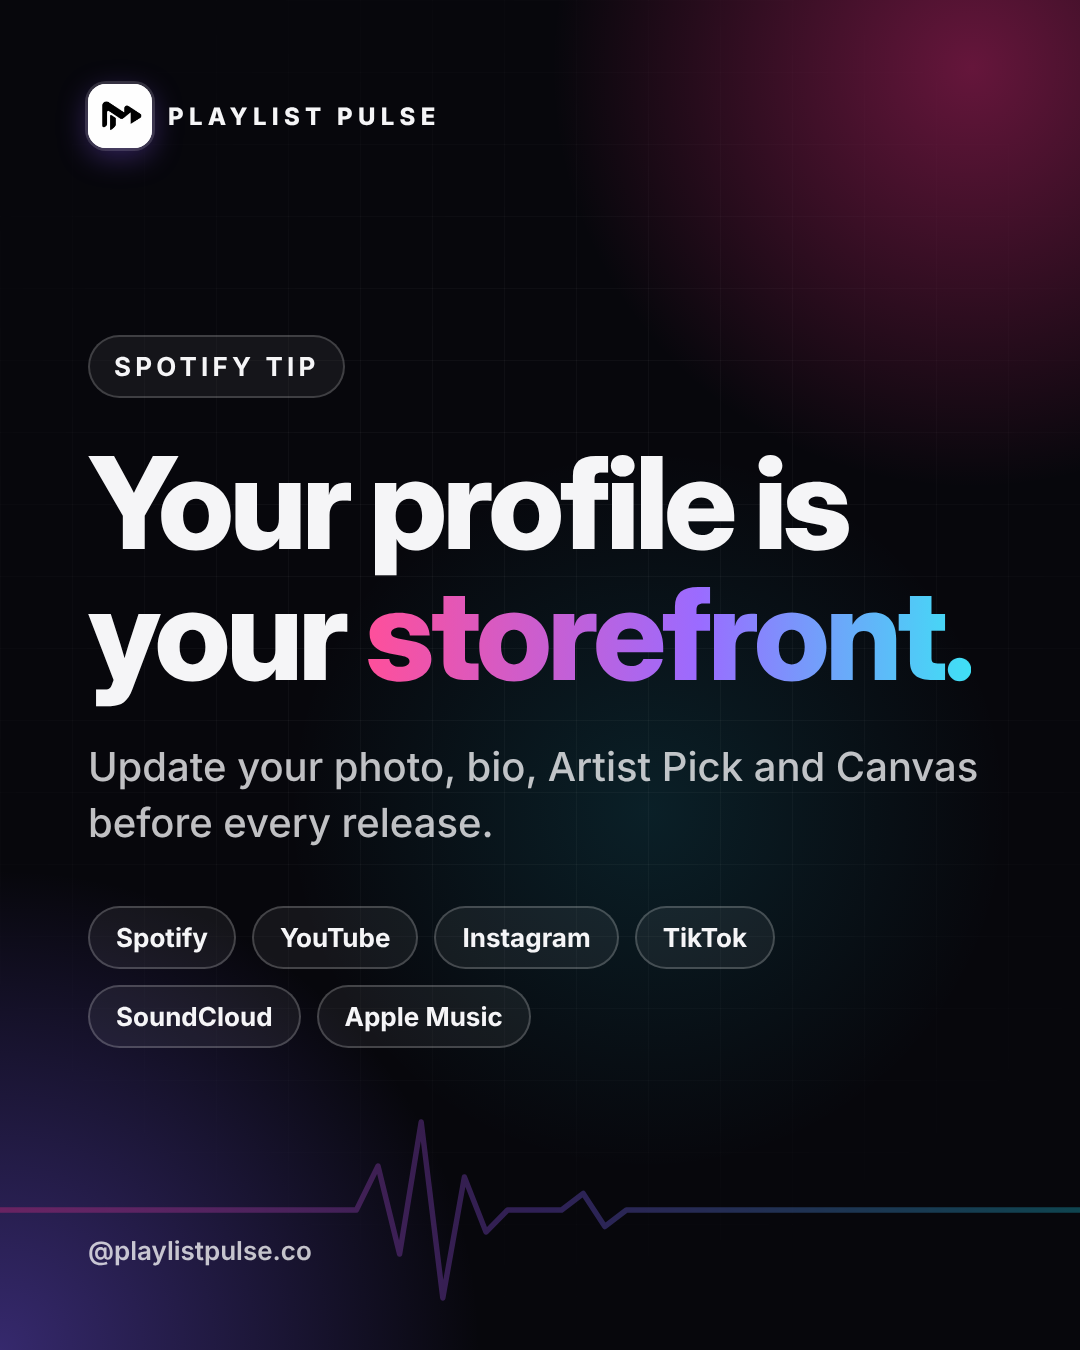 PLAYLIST PULSE
SPOTIFY TIP
Your profile is
your storefront.
Update your photo, bio, Artist Pick and Canvas
before every release.
Spotify YouTube Instagram TikTok
SoundCloud Apple Music
@playlistpulse.co